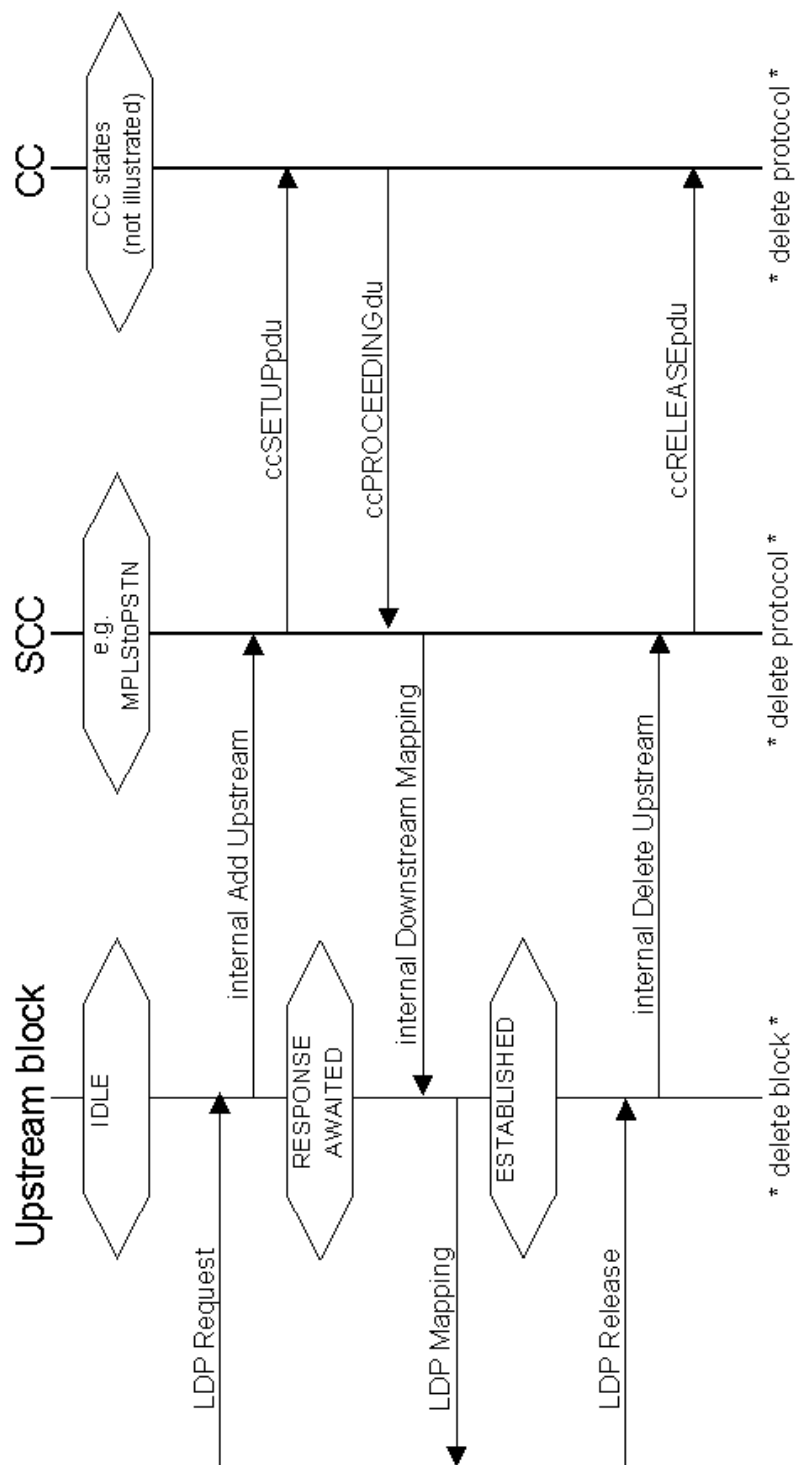 Upstream block
SCC
CC
IDLE
e.g.
MPLStoPSTN
CC states
(not illustrated)
LDP Request
internal Add Upstream
ccSETUPpdu
RESPONSE
AWAITED
ccPROCEEDINGdu
internal Downstream Mapping
LDP Mapping
ESTABLISHED
LDP Release
internal Delete Upstream
ccRELEASEpdu
* delete block *
* delete protocol *
* delete protocol *